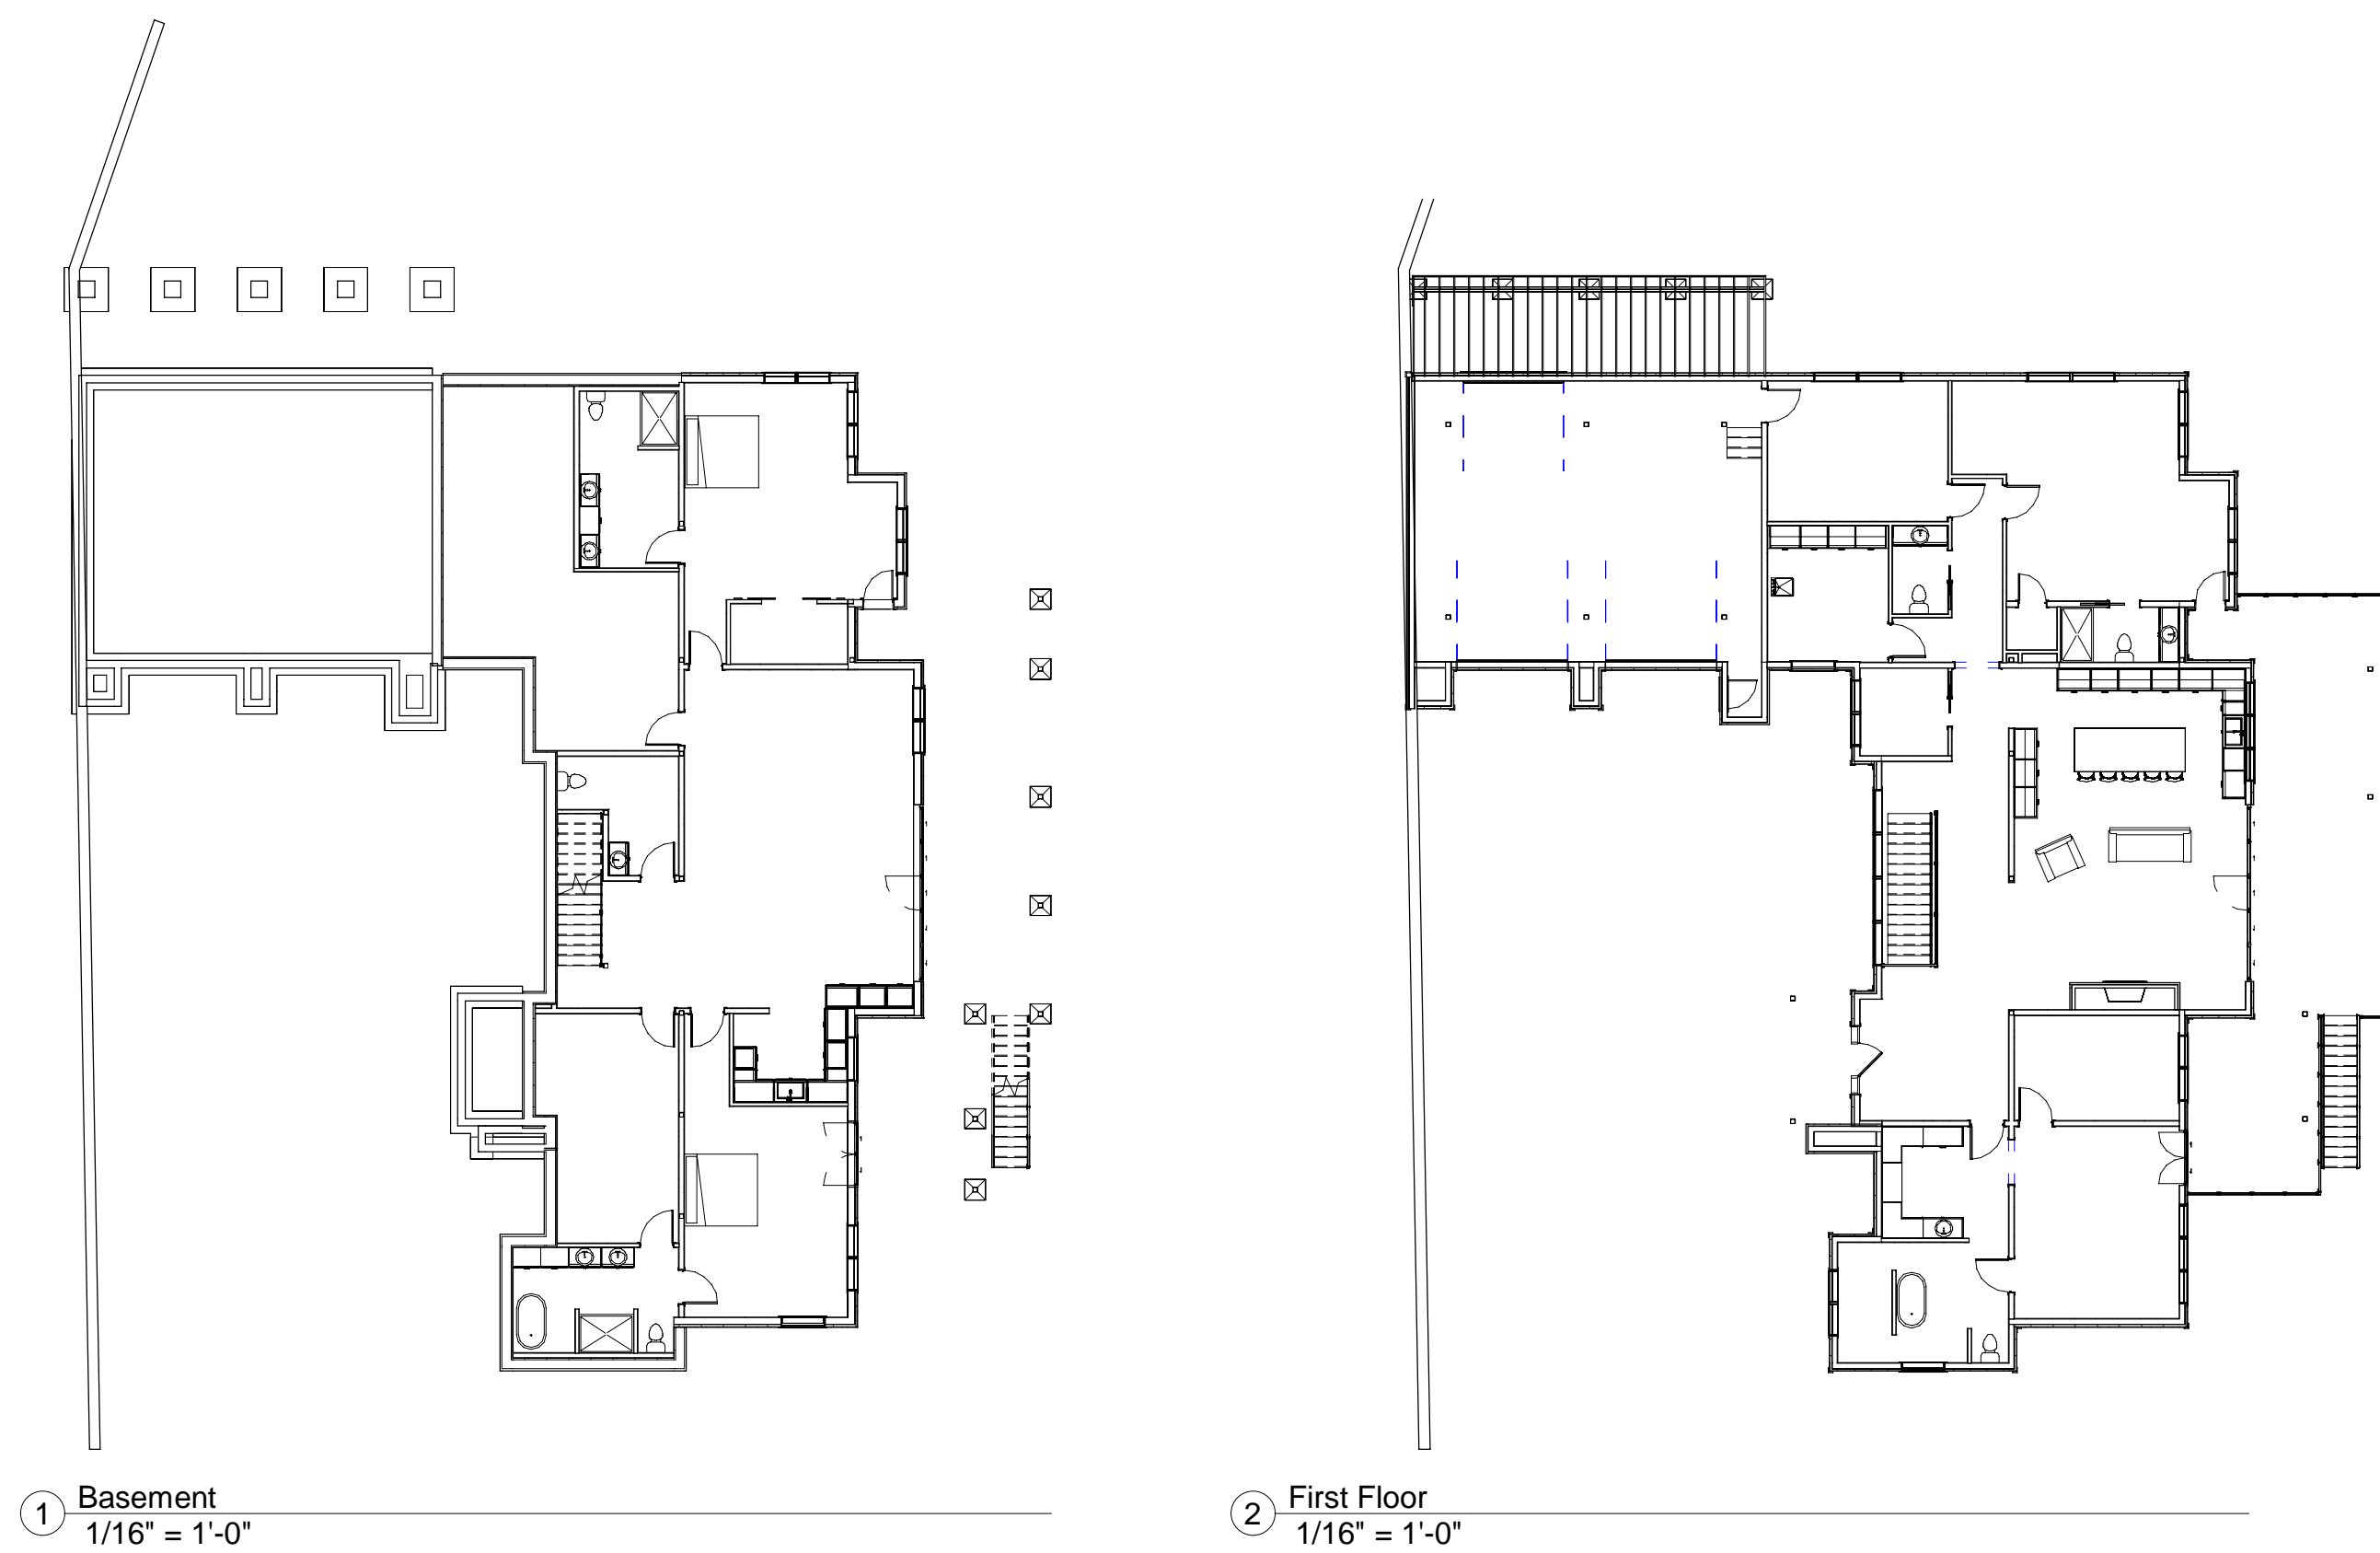 1 Basement
1/16" = 1'-0"
2 First Floor
1/16" = 1'-0"